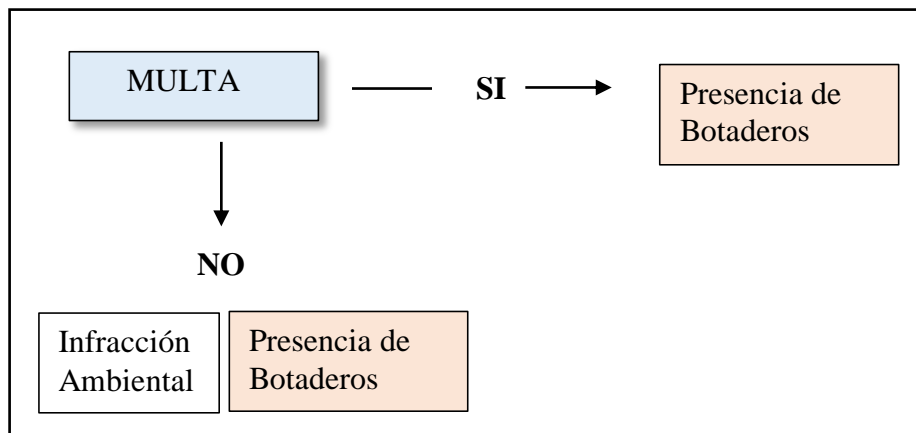 MULTA
SI
Presencia de
Botaderos
NO
Infracción
Ambiental
Presencia de
Botaderos